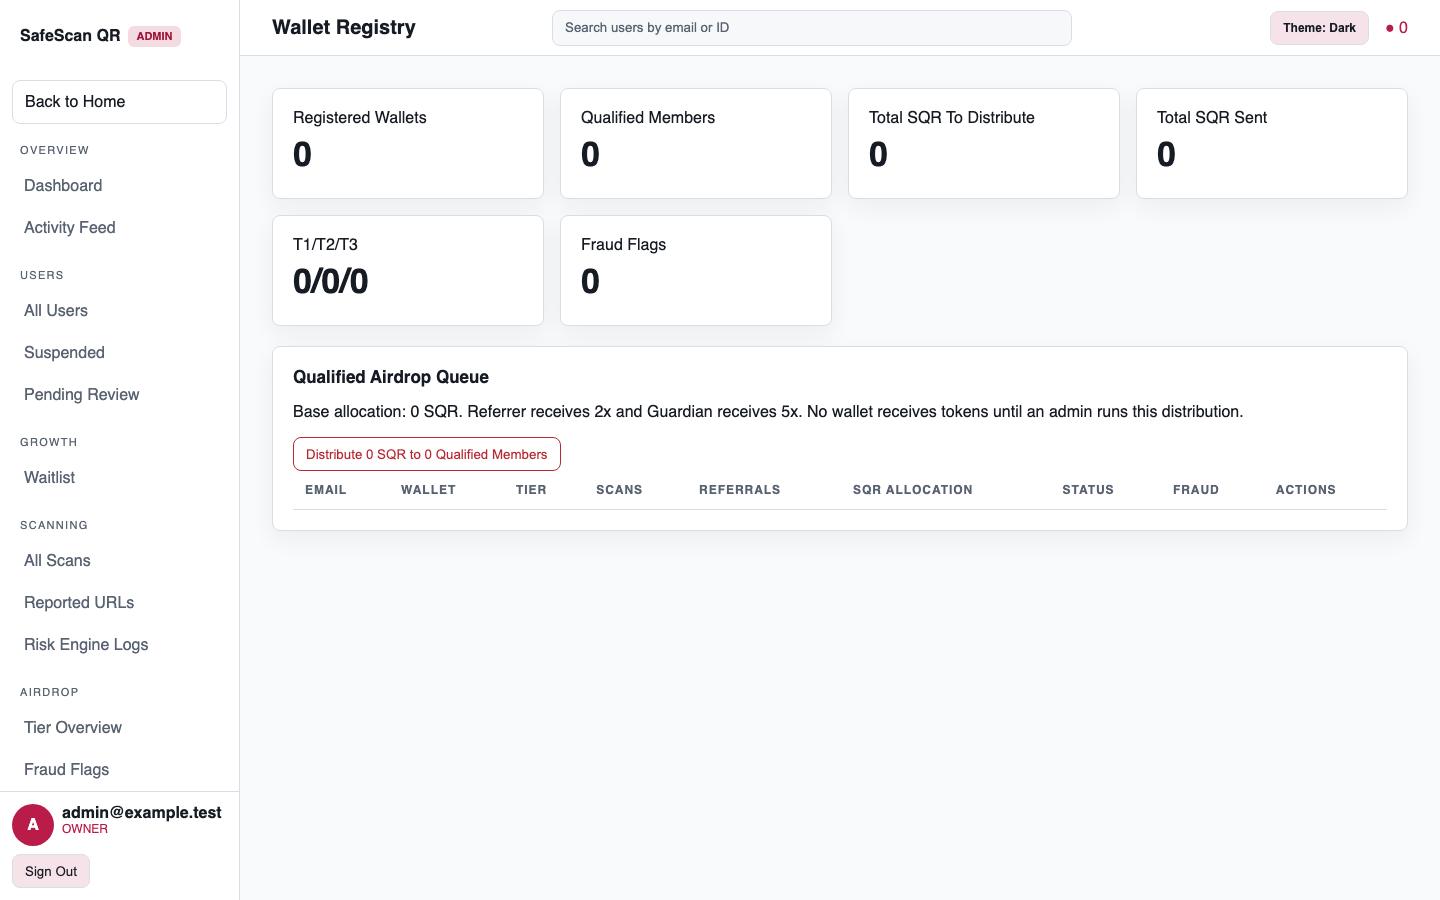 SafeScan QR ADMIN
Back to Home
OVERVIEW
Dashboard
Activity Feed
USERS
All Users
Suspended
Pending Review
GROWTH
Waitlist
SCANNING
All Scans
Reported URLs
Risk Engine Logs
AIRDROP
Tier Overview
Fraud Flags
A
admin@example.test
OWNER
Sign Out
Wallet Registry
Search users by email or ID
Theme: Dark
0
Registered Wallets
0
Qualified Members
0
Total SQR To Distribute
0
Total SQR Sent
0
T1/T2/T3
0/0/0
Fraud Flags
0
Qualified Airdrop Queue
Base allocation: 0 SQR. Referrer receives 2x and Guardian receives 5x. No wallet receives tokens until an admin runs this distribution.
Distribute 0 SQR to 0 Qualified Members
EMAIL WALLET TIER SCANS REFERRALS SQR ALLOCATION STATUS FRAUD ACTIONS